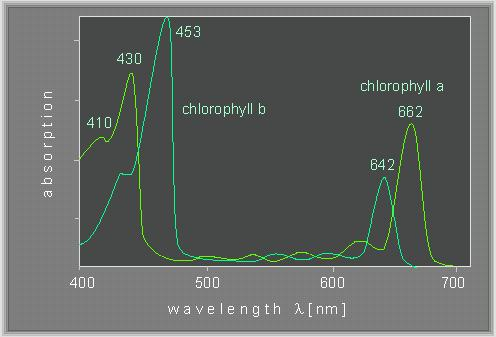 453
430
chlorophyll a
chlorophyll b
662
410
642
absorption
400 500 600 700
wavelength λ[nm]